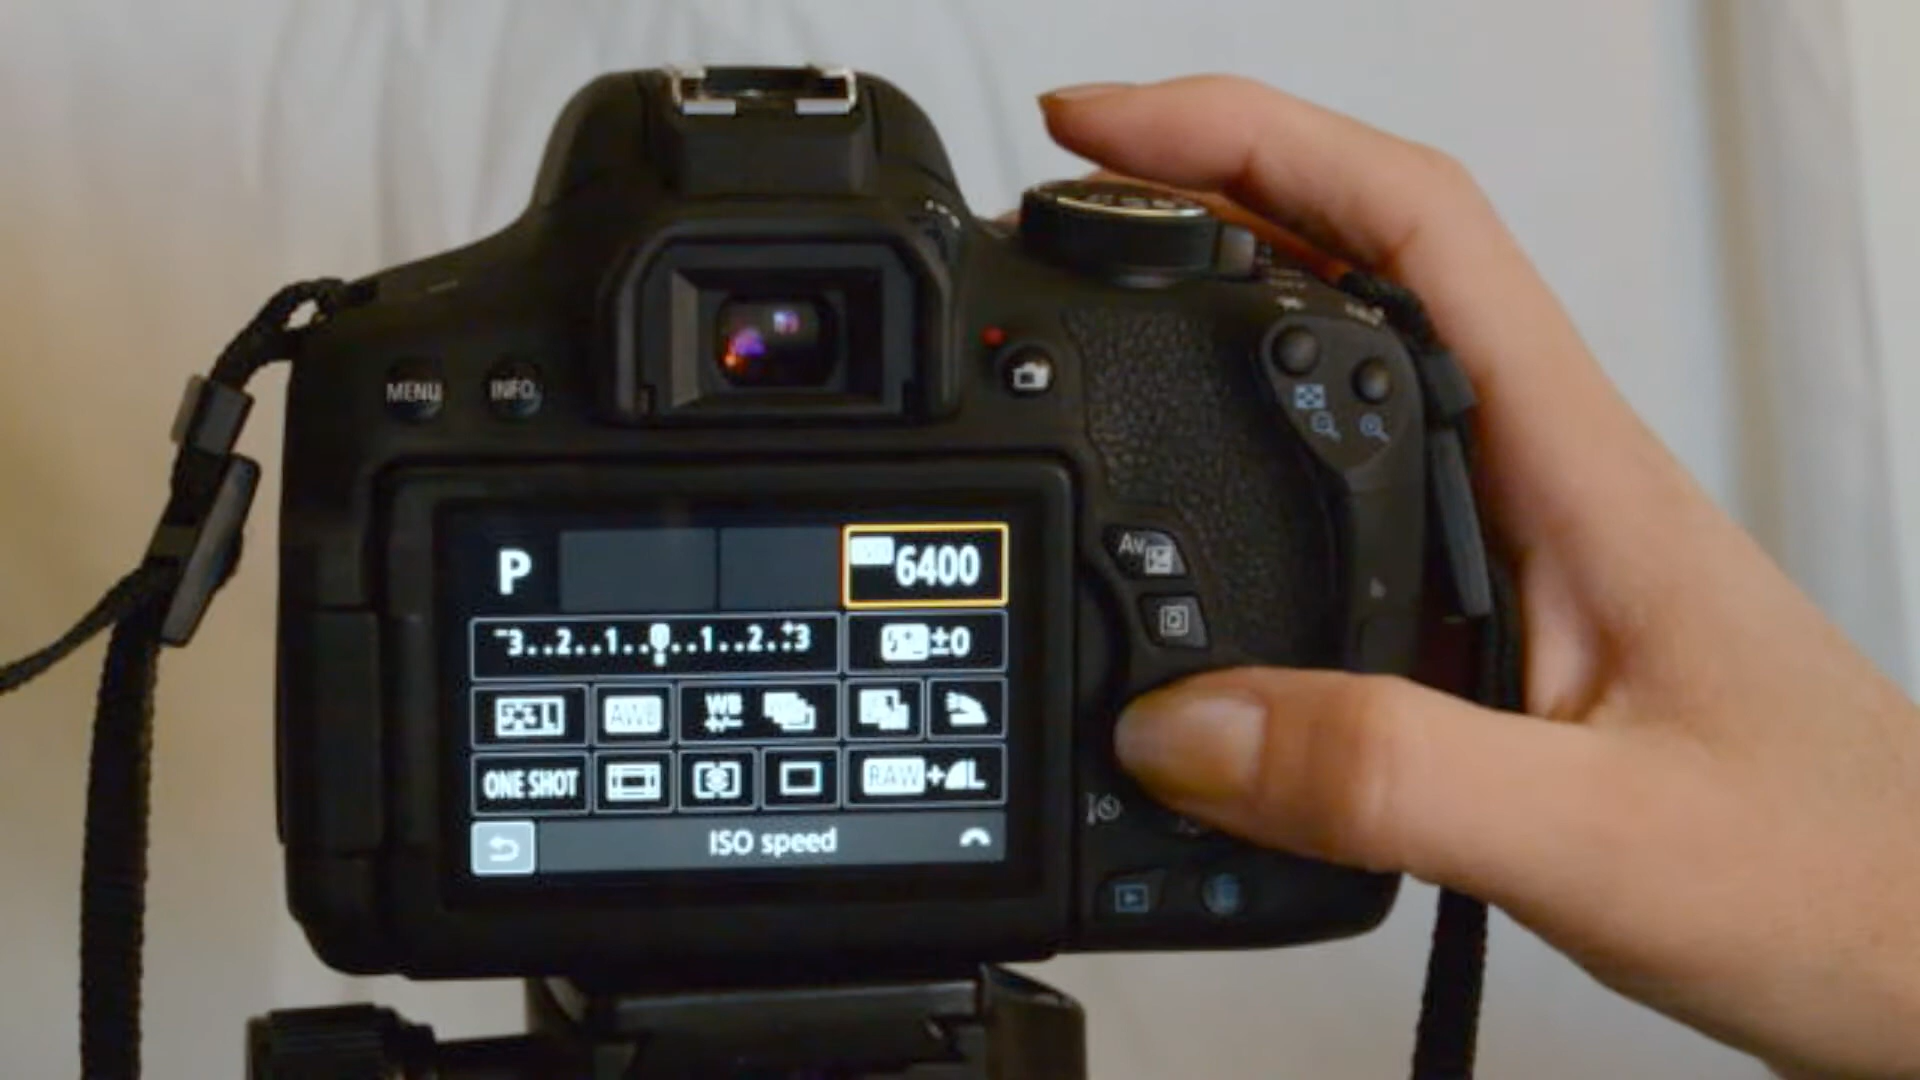 MENU INFO
Av
P 6400
-3..2..1..0..1..2..+3 ±0
AWB WB +/-
ONE SHOT RAW+L
ISO speed